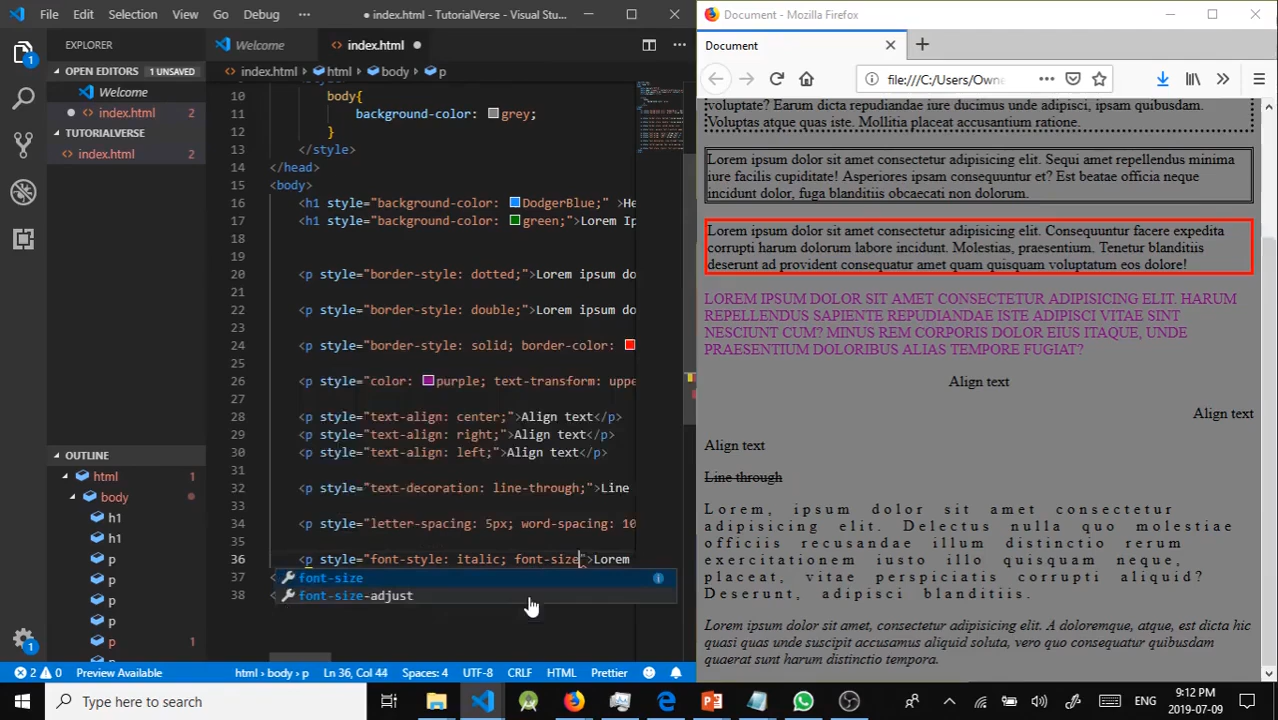 File Edit Selection View Go Debug ··· ● index.html - TutorialVerse - Visual Stu...
EXPLORER
OPEN EDITORS 1 UNSAVED
Welcome
index.html 2
TUTORIALVERSE
index.html 2
OUTLINE
html 1
body
h1
h1
p
p
p
p
p
Welcome index.html
index.html › html › body › p
10 body{
11 background-color: grey;
12 }
13 </style>
14 </head>
15 <body>
16 <h1 style="background-color: DodgerBlue;" >He
17 <h1 style="background-color: green;">Lorem Ip
18
19
20 <p style="border-style: dotted;">Lorem ipsum do
21
22 <p style="border-style: double;">Lorem ipsum do
23
24 <p style="border-style: solid; border-color:
25
26 <p style="color: purple; text-transform: uppe
27
28 <p style="text-align: center;">Align text</p>
29 <p style="text-align: right;">Align text</p>
30 <p style="text-align: left;">Align text</p>
31
32 <p style="text-decoration: line-through;">Line
33
34 <p style="letter-spacing: 5px; word-spacing: 10
35
36 <p style="font-style: italic; font-size">Lorem
37 <
38 <
font-size
font-size-adjust
2 0 Preview Available html › body › p Ln 36, Col 44 Spaces: 4 UTF-8 CRLF HTML Prettier
Document - Mozilla Firefox
Document
file:///C:/Users/Owne
voluptate? Earum dicta repudiandae iure ducimus unde adipisci, ipsam quibusdam.
Voluptas atque quas iste. Mollitia placeat accusantium ratione.
Lorem ipsum dolor sit amet consectetur adipisicing elit. Sequi amet repellendus minima
iure facilis cupiditate! Asperiores ipsam consequuntur et? Est beatae officia neque
incidunt dolor, fuga blanditiis obcaecati non dolorum.
Lorem ipsum dolor sit amet consectetur adipisicing elit. Consequuntur facere expedita
corrupti harum dolorum labore incidunt. Molestias, praesentium. Tenetur blanditiis
deserunt ad provident consequatur amet quam quisquam voluptatum eos dolore!
LOREM IPSUM DOLOR SIT AMET CONSECTETUR ADIPISICING ELIT. HARUM
REPELLENDUS SAPIENTE REPUDIANDAE ISTE ADIPISCI VITAE SINT
NESCIUNT CUM? MINUS REM CORPORIS DOLOR EIUS ITAQUE, UNDE
PRAESENTIUM DOLORIBUS ALIAS TEMPORE FUGIAT?
Align text
Align text
Align text
Line through
Lorem, ipsum dolor sit amet consectetur
adipisicing elit. Delectus nulla quo molestiae
officiis recusandae illum distinctio rerum
exercitationem iusto illo quisquam neque,
placeat, vitae perspiciatis corrupti aliquid?
Deserunt, adipisci blanditiis.
Lorem ipsum dolor sit amet, consectetur adipisicing elit. A doloremque, atque, est dicta hic
quasi quas unde suscipit accusamus aliquid soluta, vero quo consequatur quibusdam
quaerat sunt harum distinctio tempora.
Type here to search
ENG
9:12 PM
2019-07-09